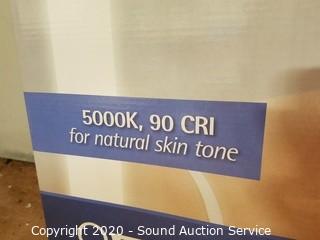 5000K, 90 CRI
for natural skin tone
Copyright 2020 - Sound Auction Service